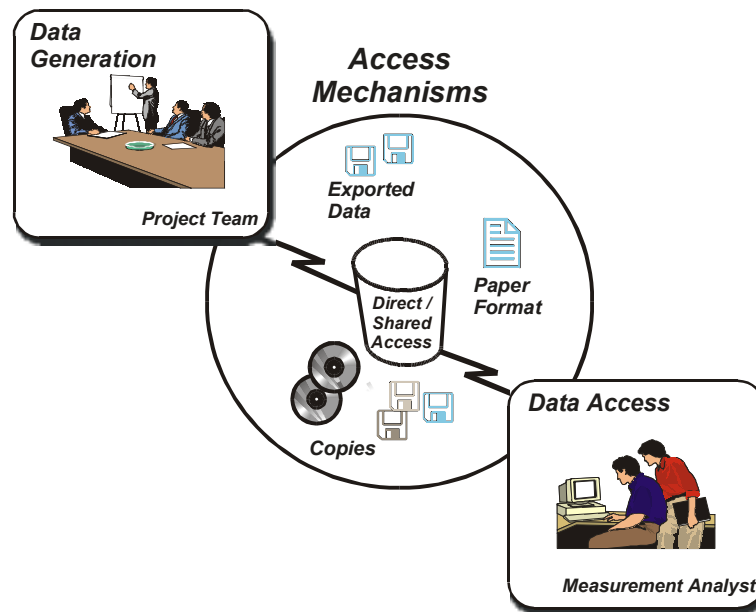 Data
Generation
Project Team
Access
Mechanisms
Exported
Data
Paper
Format
Direct /
Shared
Access
Copies
Data Access
Measurement Analyst